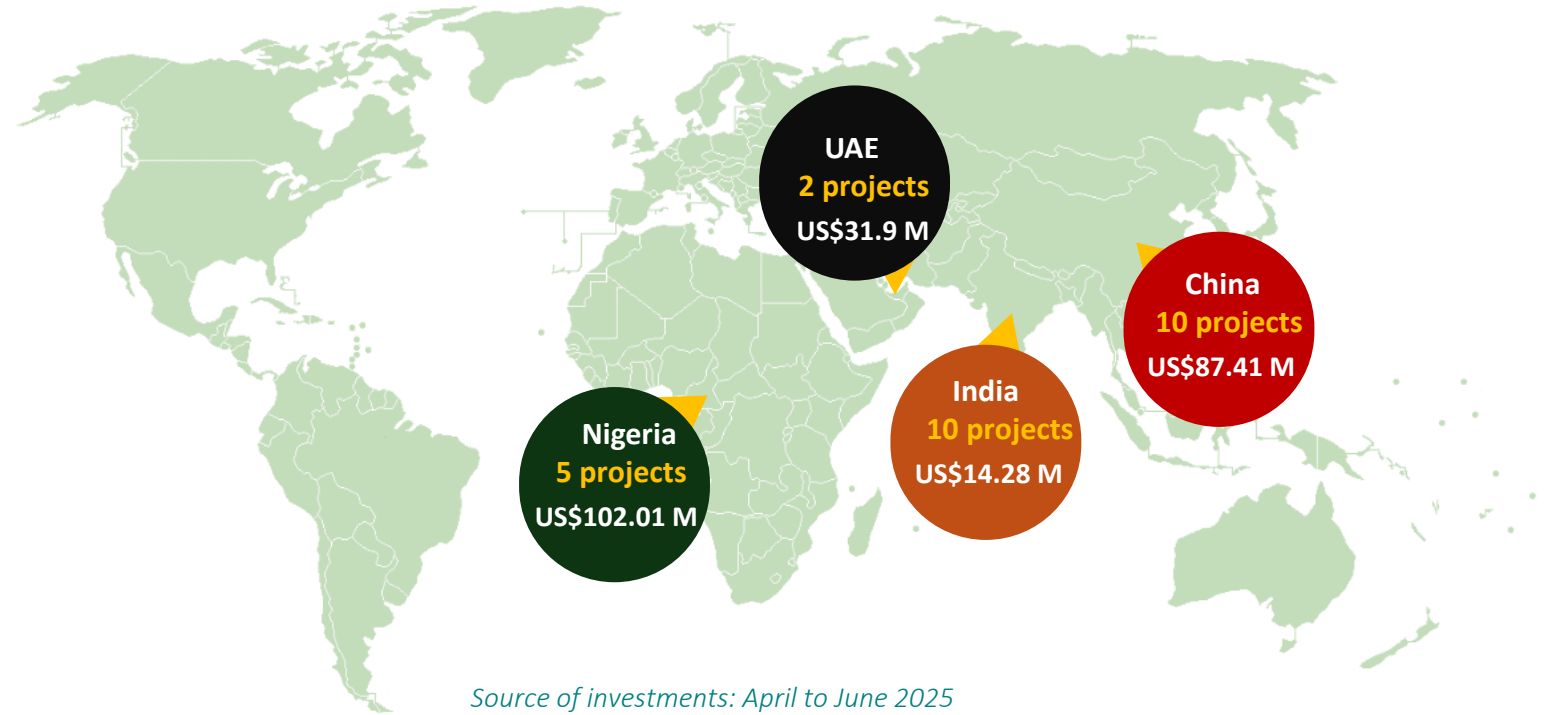 UAE
2 projects
US$31.9 M
China
10 projects
US$87.41 M
India
10 projects
US$14.28 M
Nigeria
5 projects
US$102.01 M
Source of investments: April to June 2025